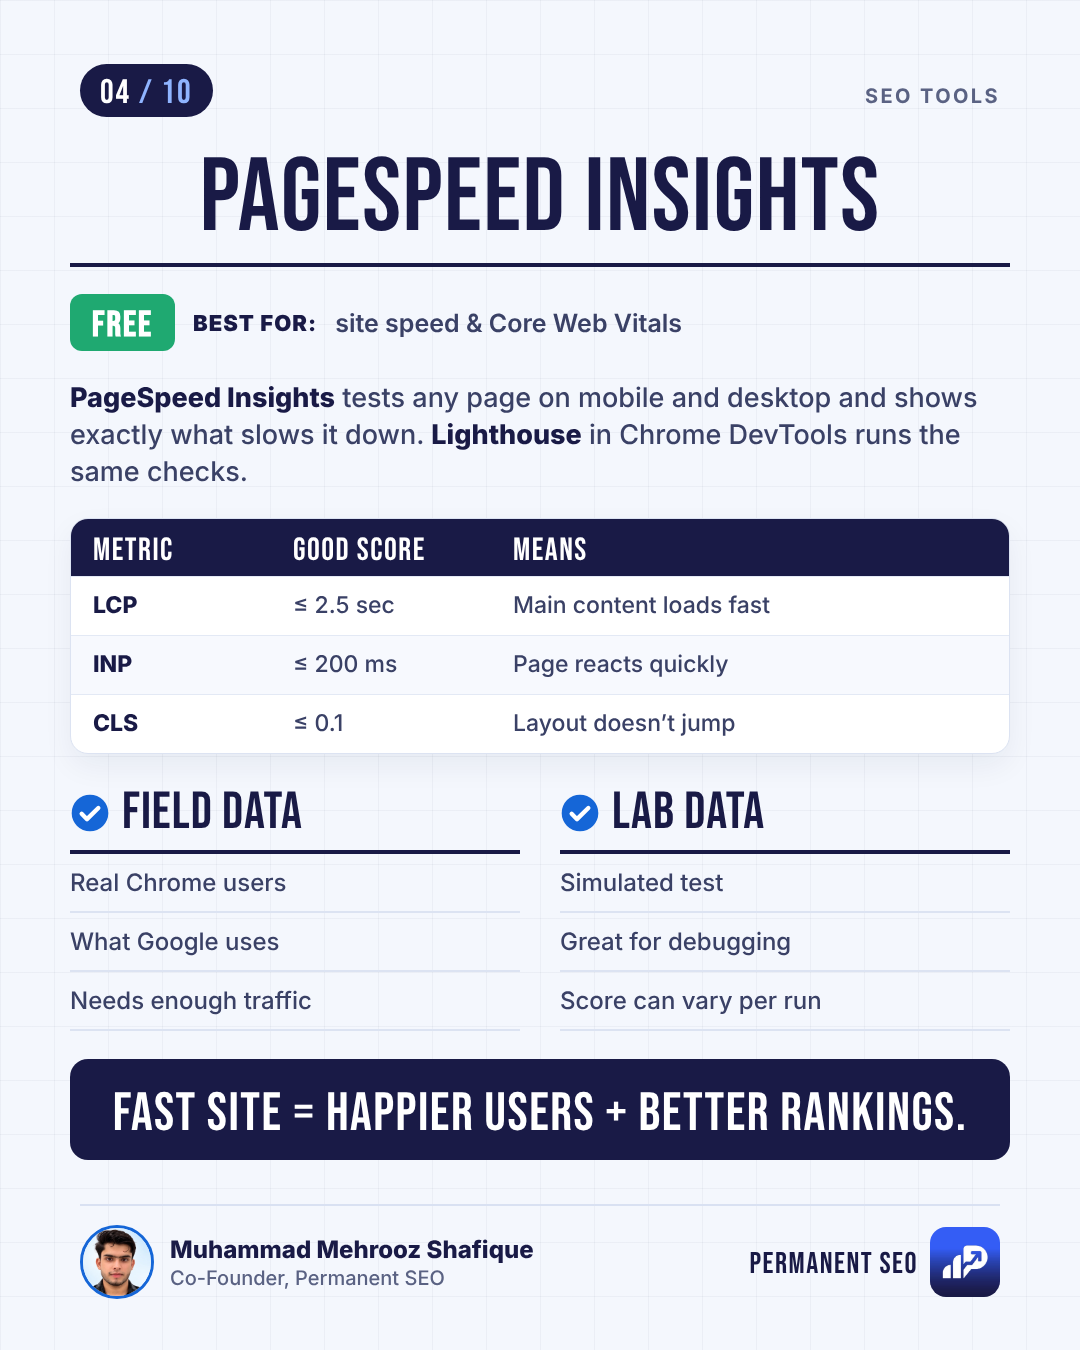 04 / 10
SEO TOOLS
PAGESPEED INSIGHTS
FREE
BEST FOR: site speed & Core Web Vitals
PageSpeed Insights tests any page on mobile and desktop and shows
exactly what slows it down. Lighthouse in Chrome DevTools runs the
same checks.
METRIC GOOD SCORE MEANS
LCP ≤ 2.5 sec Main content loads fast
INP ≤ 200 ms Page reacts quickly
CLS ≤ 0.1 Layout doesn’t jump
FIELD DATA
Real Chrome users
What Google uses
Needs enough traffic
LAB DATA
Simulated test
Great for debugging
Score can vary per run
FAST SITE = HAPPIER USERS + BETTER RANKINGS.
Muhammad Mehrooz Shafique
Co-Founder, Permanent SEO
PERMANENT SEO